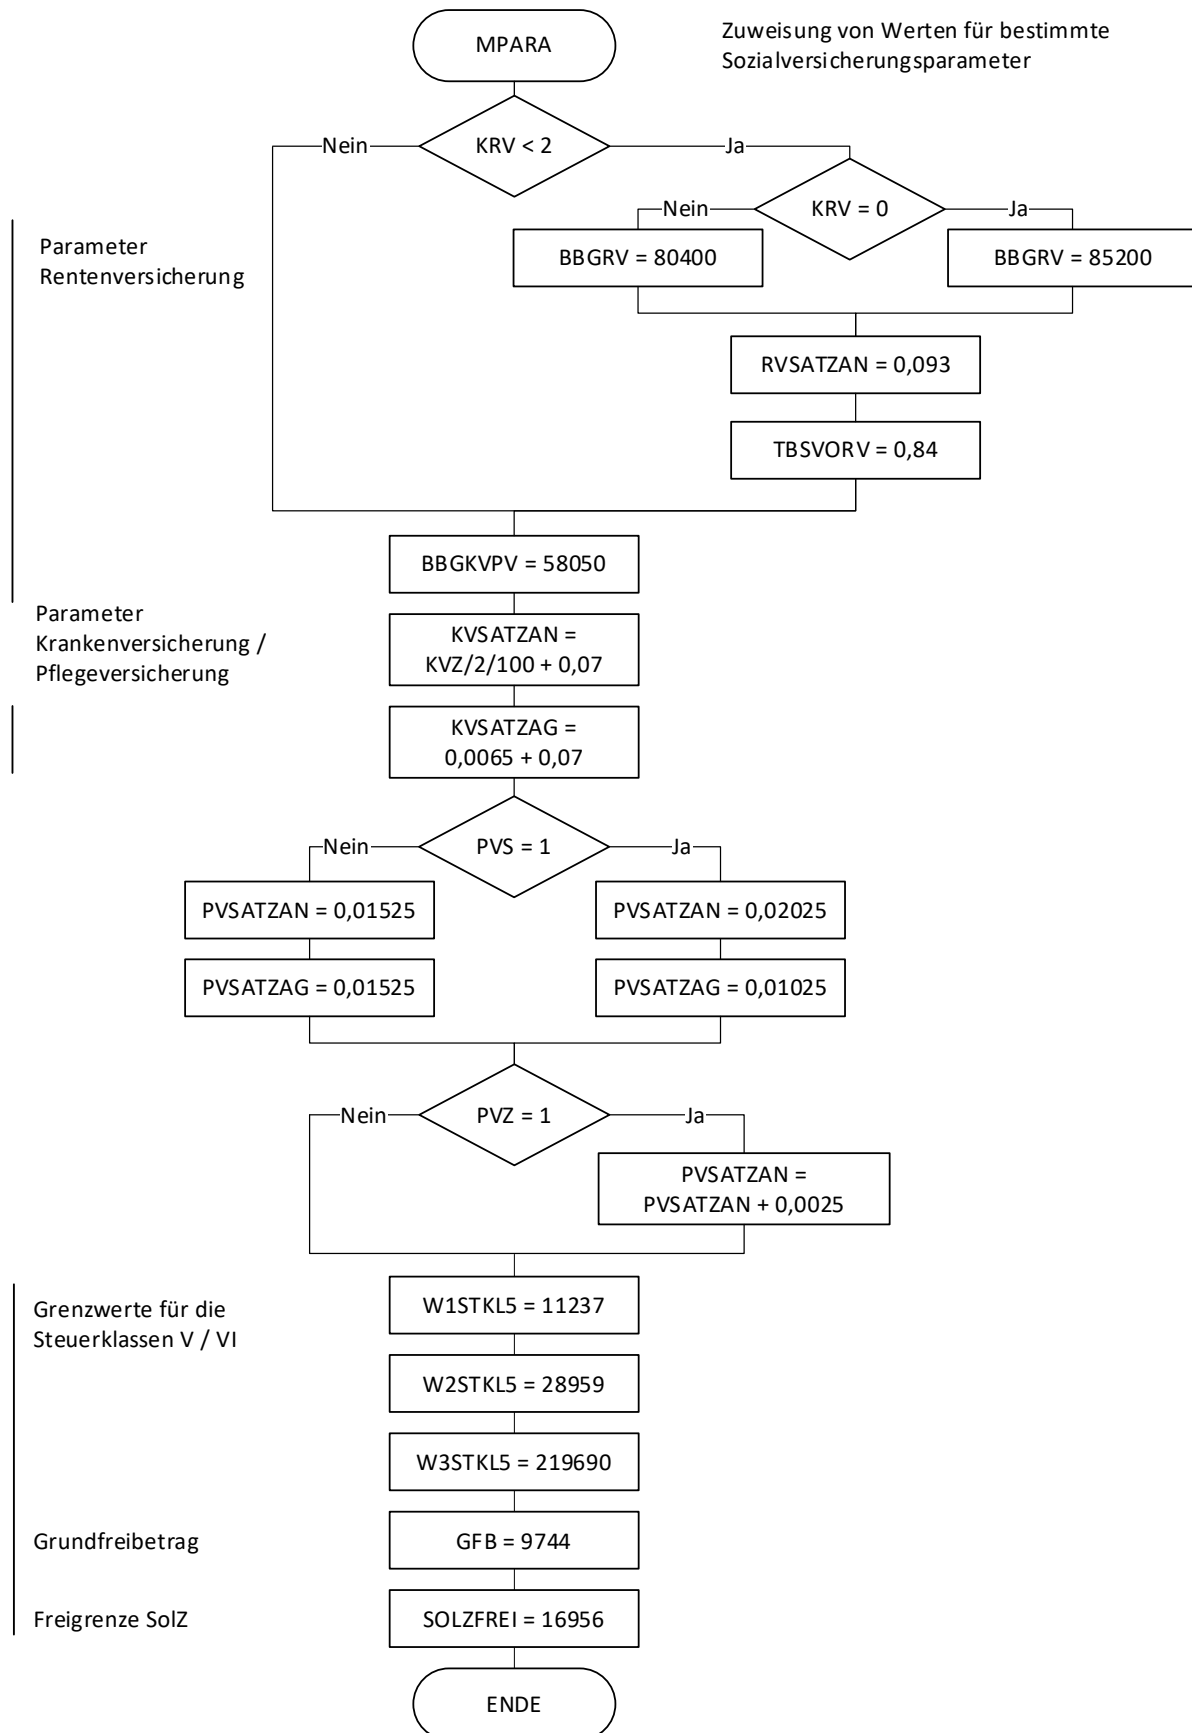 MPARA
Zuweisung von Werten für bestimmte
Sozialversicherungsparameter
Nein
KRV < 2
Ja
Nein
KRV = 0
Ja
Parameter
Rentenversicherung
BBGRV = 80400
BBGRV = 85200
RVSATZAN = 0,093
TBSVORV = 0,84
BBGKVPV = 58050
Parameter
Krankenversicherung /
Pflegeversicherung
KVSATZAN =
KVZ/2/100 + 0,07
KVSATZAG =
0,0065 + 0,07
Nein
PVS = 1
Ja
PVSATZAN = 0,01525
PVSATZAN = 0,02025
PVSATZAG = 0,01525
PVSATZAG = 0,01025
Nein
PVZ = 1
Ja
PVSATZAN =
PVSATZAN + 0,0025
Grenzwerte für die
Steuerklassen V / VI
W1STKL5 = 11237
W2STKL5 = 28959
W3STKL5 = 219690
Grundfreibetrag
GFB = 9744
Freigrenze SolZ
SOLZFREI = 16956
ENDE